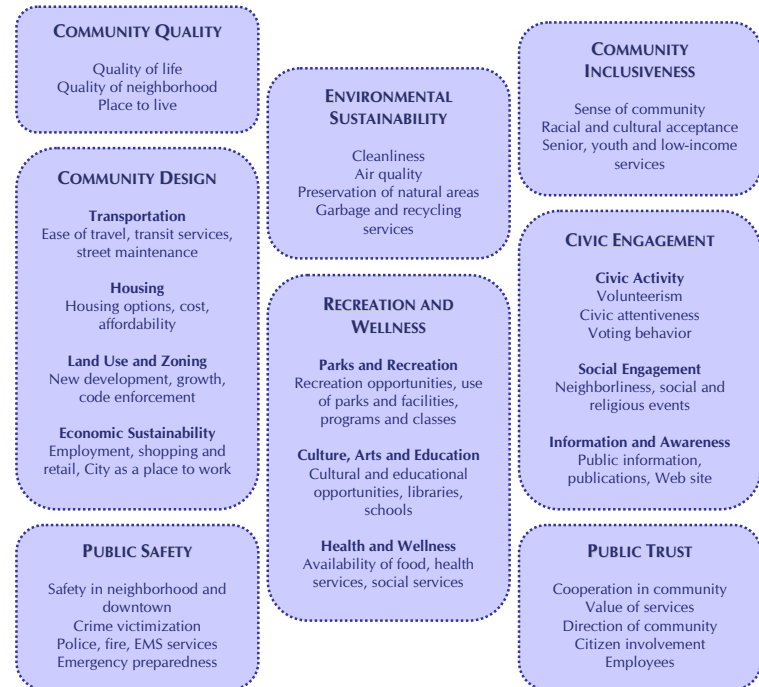 COMMUNITY QUALITY
Quality of life
Quality of neighborhood
Place to live
COMMUNITY DESIGN
Transportation
Ease of travel, transit services,
street maintenance
Housing
Housing options, cost,
affordability
Land Use and Zoning
New development, growth,
code enforcement
Economic Sustainability
Employment, shopping and
retail, City as a place to work
PUBLIC SAFETY
Safety in neighborhood and
downtown
Crime victimization
Police, fire, EMS services
Emergency preparedness
ENVIRONMENTAL
SUSTAINABILITY
Cleanliness
Air quality
Preservation of natural areas
Garbage and recycling
services
RECREATION AND
WELLNESS
Parks and Recreation
Recreation opportunities, use
of parks and facilities,
programs and classes
Culture, Arts and Education
Cultural and educational
opportunities, libraries,
schools
Health and Wellness
Availability of food, health
services, social services
COMMUNITY
INCLUSIVENESS
Sense of community
Racial and cultural acceptance
Senior, youth and low-income
services
CIVIC ENGAGEMENT
Civic Activity
Volunteerism
Civic attentiveness
Voting behavior
Social Engagement
Neighborliness, social and
religious events
Information and Awareness
Public information,
publications, Web site
PUBLIC TRUST
Cooperation in community
Value of services
Direction of community
Citizen involvement
Employees